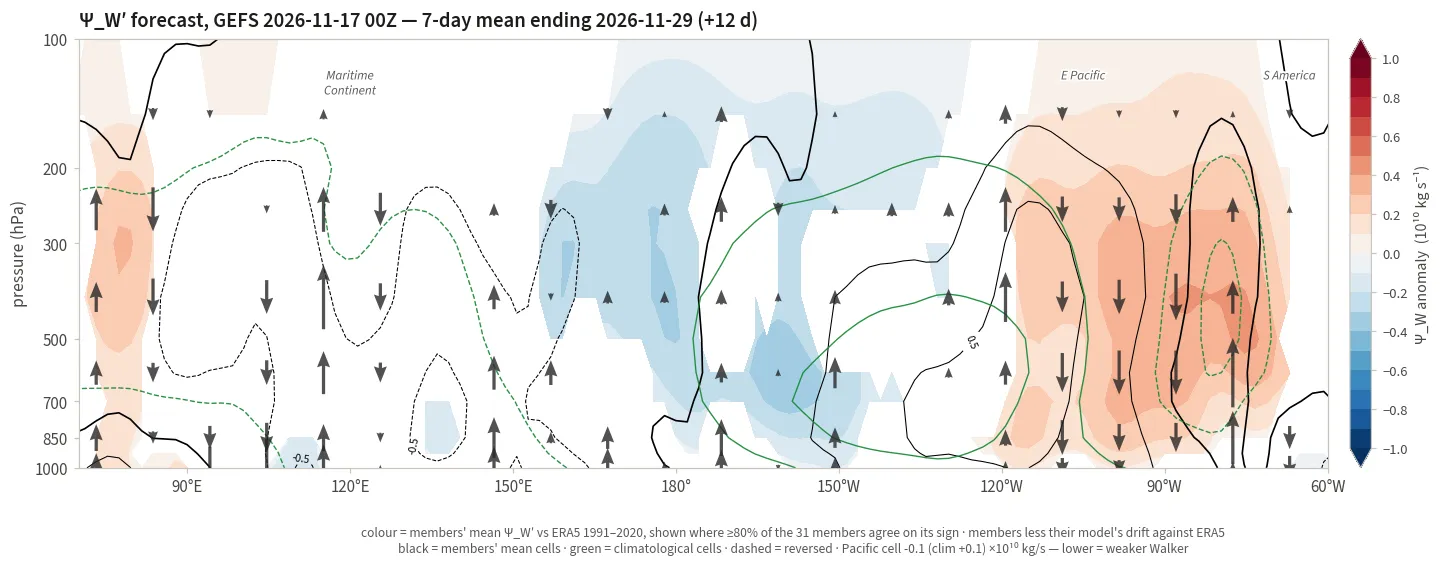 Ψ_W′ forecast, GEFS 2026-11-17 00Z — 7-day mean ending 2026-11-29 (+12 d)
100
200
300
400
500
700
850
1000
pressure (hPa)
Maritime
Continent
E Pacific
S America
0.5
-0.5
-0.5
90°E
120°E
150°E
180°
150°W
120°W
90°W
60°W
1.0
0.8
0.6
0.4
0.2
0.0
−0.2
−0.4
−0.6
−0.8
−1.0
Ψ_W anomaly (10¹⁰ kg s⁻¹)
colour = members' mean Ψ_W′ vs ERA5 1991–2020, shown where ≥80% of the 31 members agree on its sign · members less their model's drift against ERA5
black = members' mean cells · green = climatological cells · dashed = reversed · Pacific cell -0.1 (clim +0.1) ×10¹⁰ kg/s — lower = weaker Walker